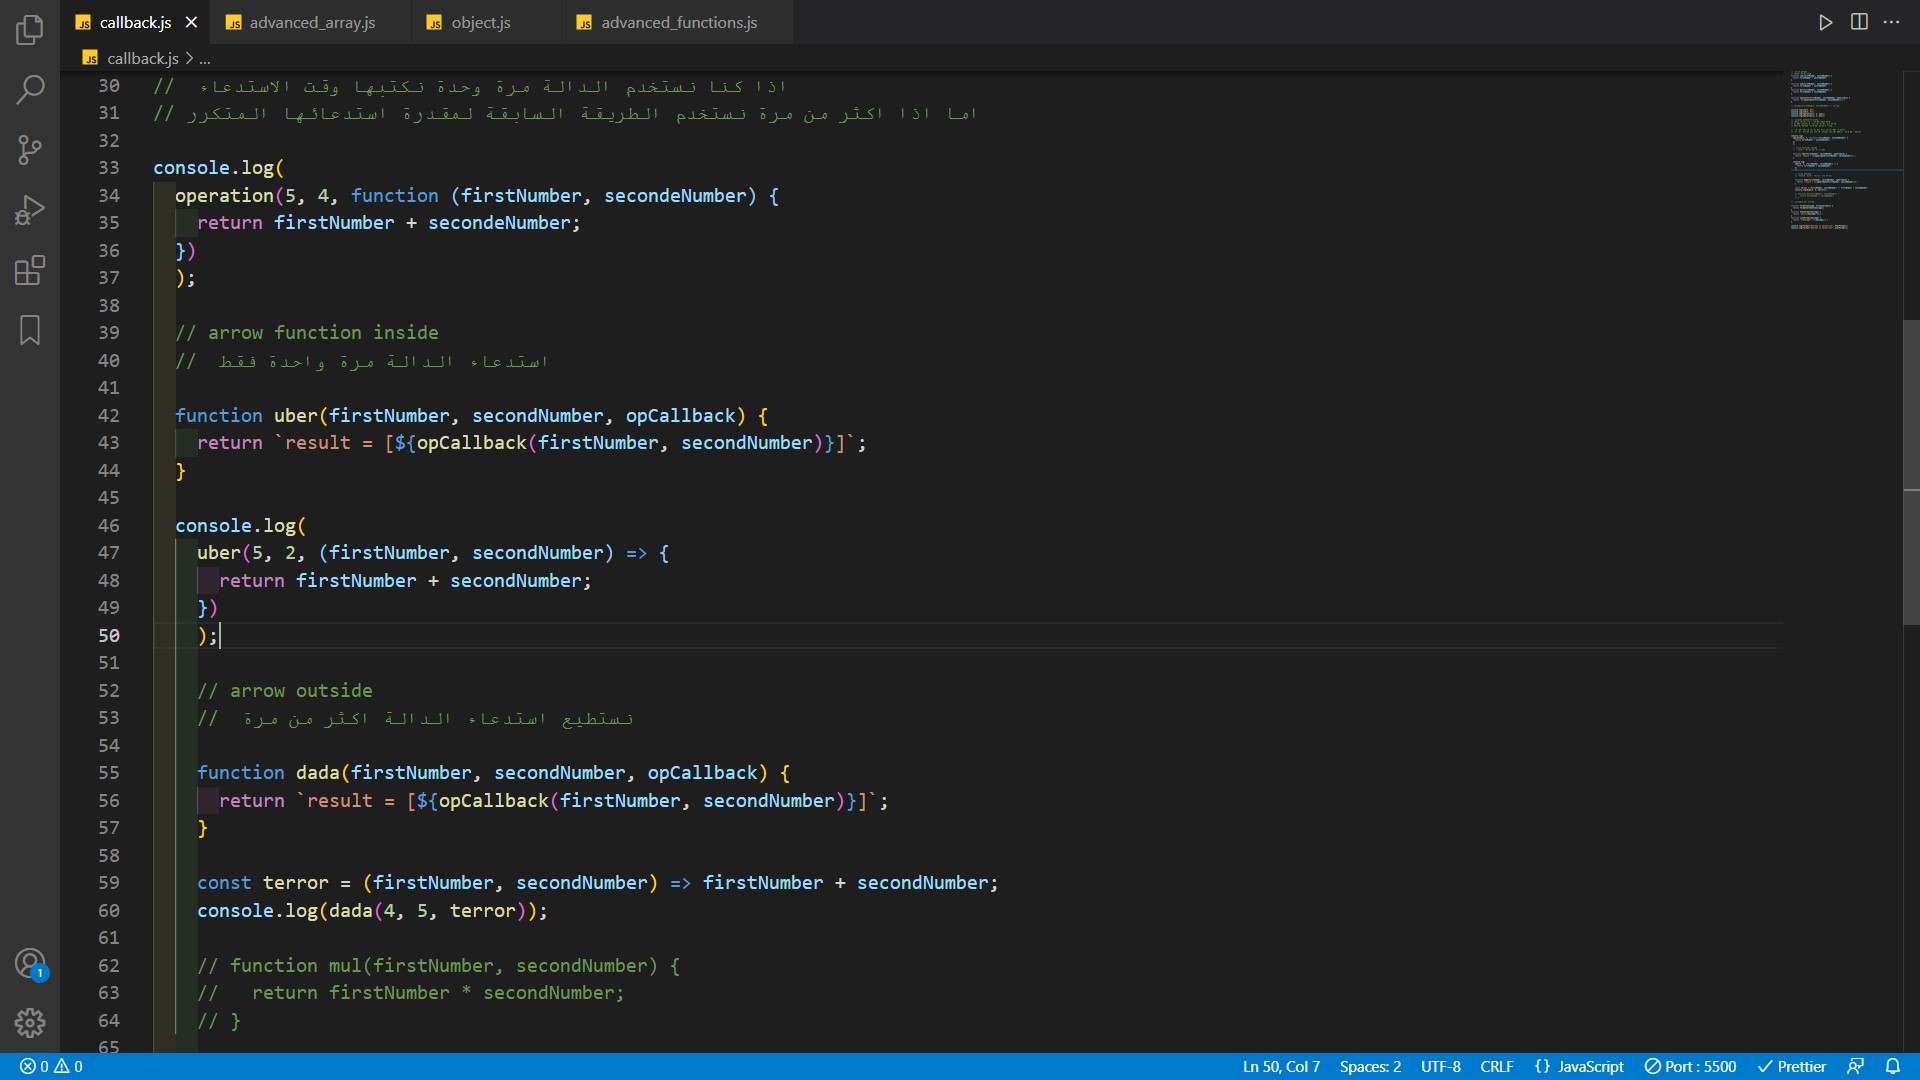 callback.js
advanced_array.js
object.js
advanced_functions.js
callback.js > ...
30 // اذا كنا نستخدم الدالة مرة وحدة نكتبها وقت الاستدعاء
31 // اما اذا اكثر من مرة نستخدم الطريقة السابقة لمقدرة استدعائها المتكرر
32
33 console.log(
34 operation(5, 4, function (firstNumber, secondeNumber) {
35 return firstNumber + secondeNumber;
36 })
37 );
38
39 // arrow function inside
40 // استدعاء الدالة مرة واحدة فقط
41
42 function uber(firstNumber, secondNumber, opCallback) {
43 return `result = [${opCallback(firstNumber, secondNumber)}]`;
44 }
45
46 console.log(
47 uber(5, 2, (firstNumber, secondNumber) => {
48 return firstNumber + secondNumber;
49 })
50 );
51
52 // arrow outside
53 // نستطيع استدعاء الدالة اكثر من مرة
54
55 function dada(firstNumber, secondNumber, opCallback) {
56 return `result = [${opCallback(firstNumber, secondNumber)}]`;
57 }
58
59 const terror = (firstNumber, secondNumber) => firstNumber + secondNumber;
60 console.log(dada(4, 5, terror));
61
62 // function mul(firstNumber, secondNumber) {
63 //   return firstNumber * secondNumber;
64 // }
65
1
0 0
Ln 50, Col 7
Spaces: 2
UTF-8
CRLF
{} JavaScript
Port : 5500
Prettier